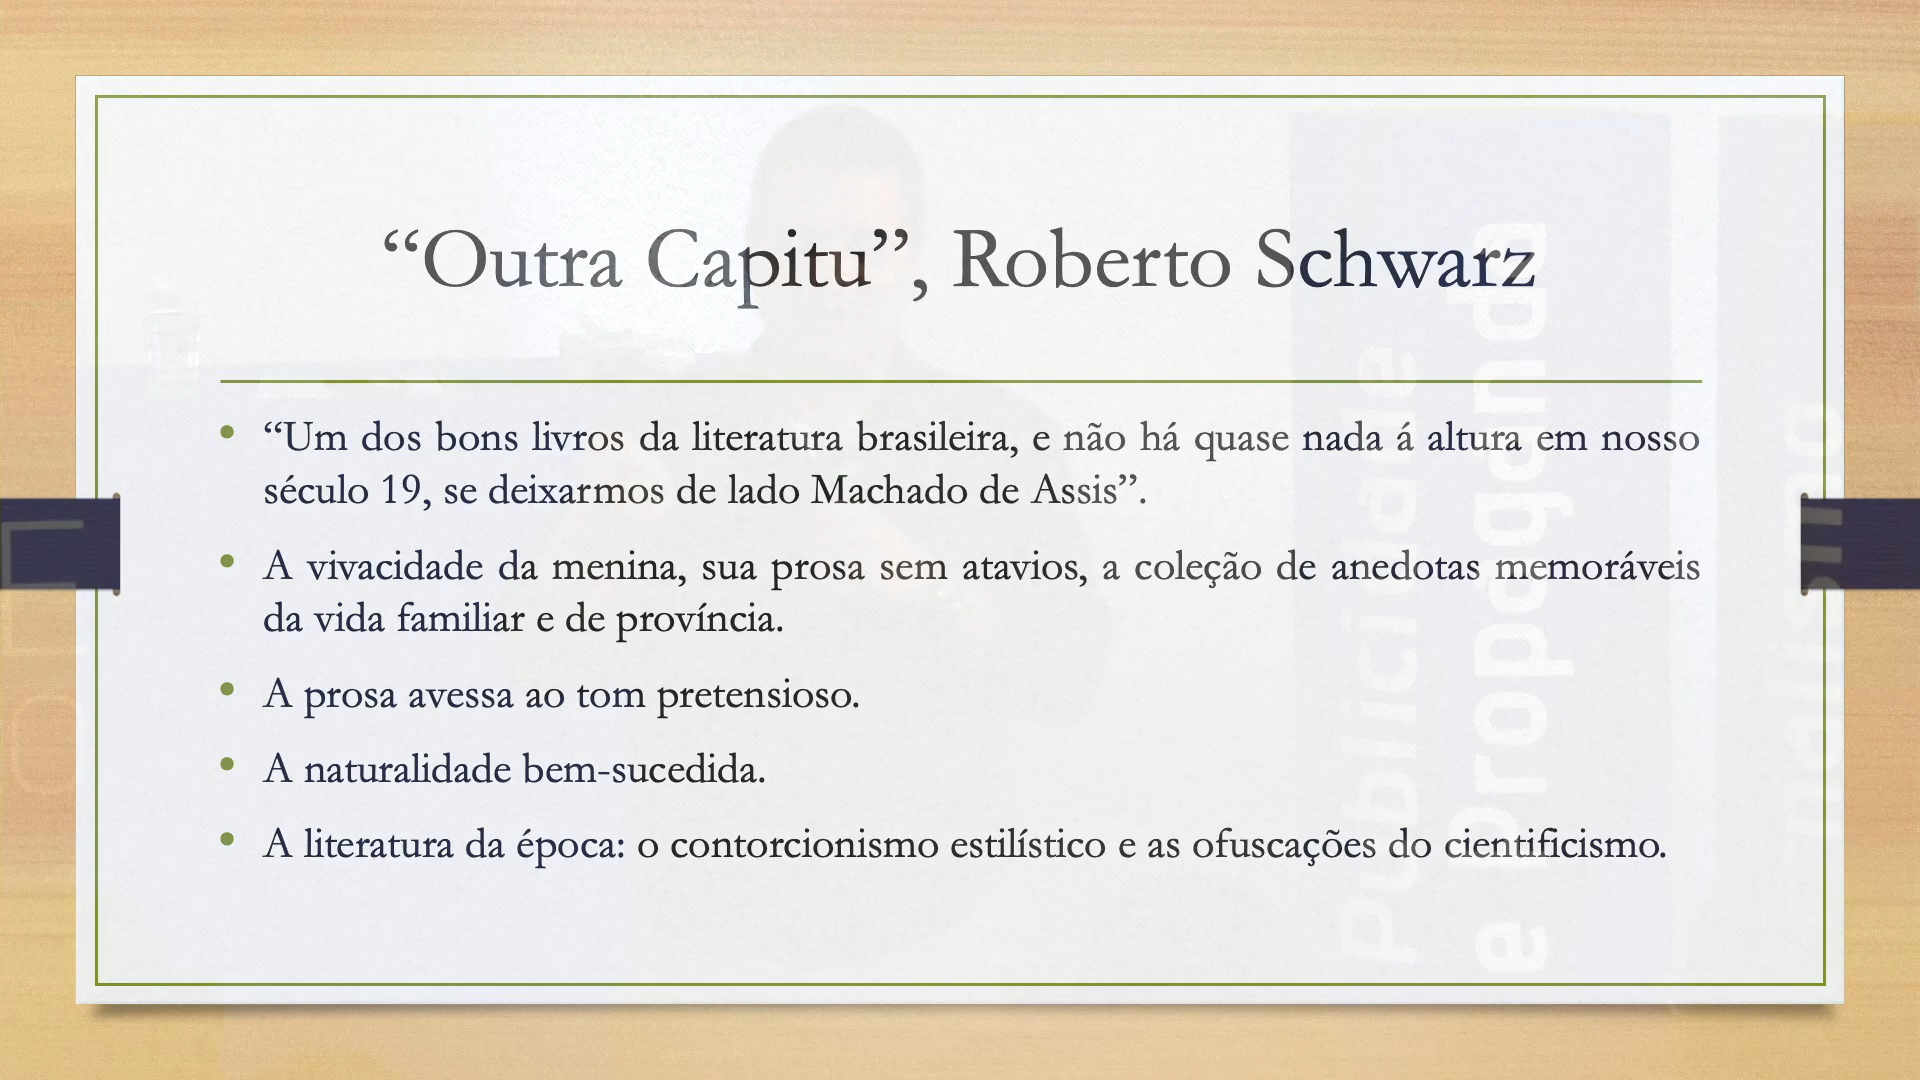 “Outra Capitu”, Roberto Schwarz
• “Um dos bons livros da literatura brasileira, e não há quase nada á altura em nosso
século 19, se deixarmos de lado Machado de Assis”.
• A vivacidade da menina, sua prosa sem atavios, a coleção de anedotas memoráveis
da vida familiar e de província.
• A prosa avessa ao tom pretensioso.
• A naturalidade bem-sucedida.
• A literatura da época: o contorcionismo estilístico e as ofuscações do cientificismo.
Publicidade
e Propaganda